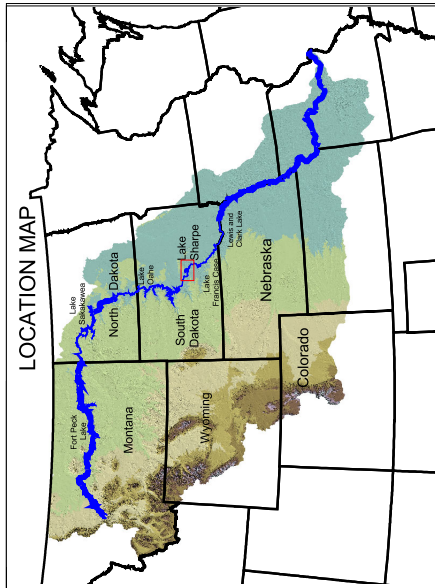 LOCATION MAP
Fort Peck
Lake
Montana
Lake
Sakakawea
North
Dakota
Lake
Oahe
Lake
Sharpe
South
Dakota
Lake
Francis Case
Lewis and
Clark Lake
Wyoming
Nebraska
Colorado